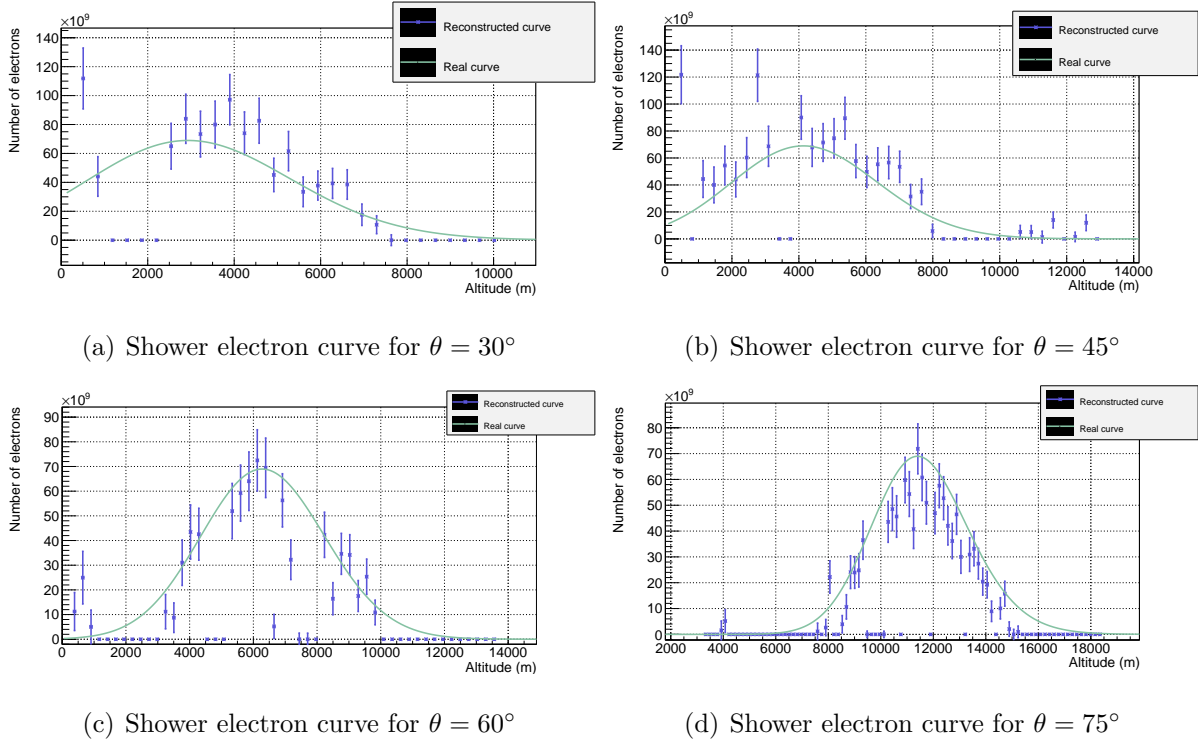 ×10⁹
Number of electrons
140
120
100
80
60
40
20
0
0 2000 4000 6000 8000 10000
Altitude (m)
Reconstructed curve
Real curve
(a) Shower electron curve for θ = 30°
×10⁹
Number of electrons
140
120
100
80
60
40
20
0
0 2000 4000 6000 8000 10000 12000 14000
Altitude (m)
Reconstructed curve
Real curve
(b) Shower electron curve for θ = 45°
×10⁹
Number of electrons
90
80
70
60
50
40
30
20
10
0
0 2000 4000 6000 8000 10000 12000 14000
Altitude (m)
Reconstructed curve
Real curve
(c) Shower electron curve for θ = 60°
×10⁹
Number of electrons
80
70
60
50
40
30
20
10
0
2000 4000 6000 8000 10000 12000 14000 16000 18000
Altitude (m)
Reconstructed curve
Real curve
(d) Shower electron curve for θ = 75°